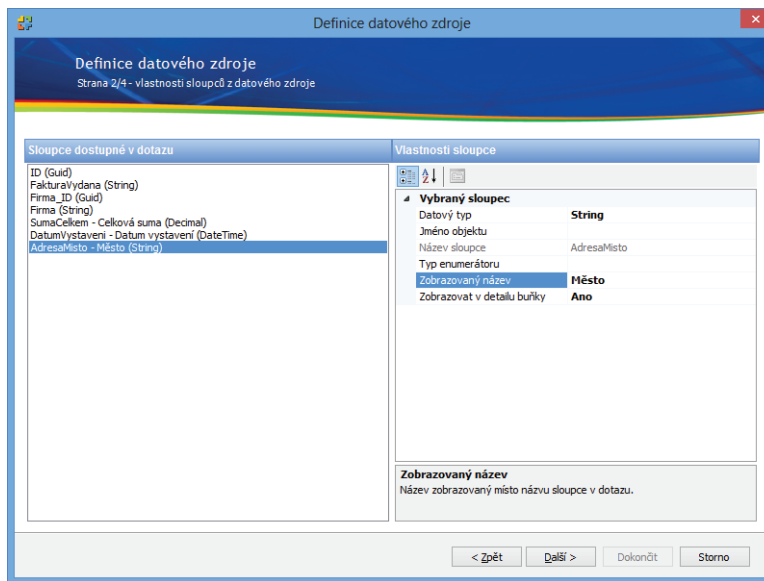 Definice datového zdroje
Definice datového zdroje
Strana 2/4 - vlastnosti sloupců z datového zdroje
Sloupce dostupné v dotazu
ID (Guid)
FakturaVydana (String)
Firma_ID (Guid)
Firma (String)
SumaCelkem - Celková suma (Decimal)
DatumVystaveni - Datum vystavení (DateTime)
AdresaMisto - Město (String)
Vlastnosti sloupce
Vybraný sloupec
Datový typ String
Jméno objektu
Název sloupce AdresaMisto
Typ enumerátoru
Zobrazovaný název Město
Zobrazovat v detailu buňky Ano
Zobrazovaný název
Název zobrazovaný místo názvu sloupce v dotazu.
< Zpět Další > Dokončit Storno